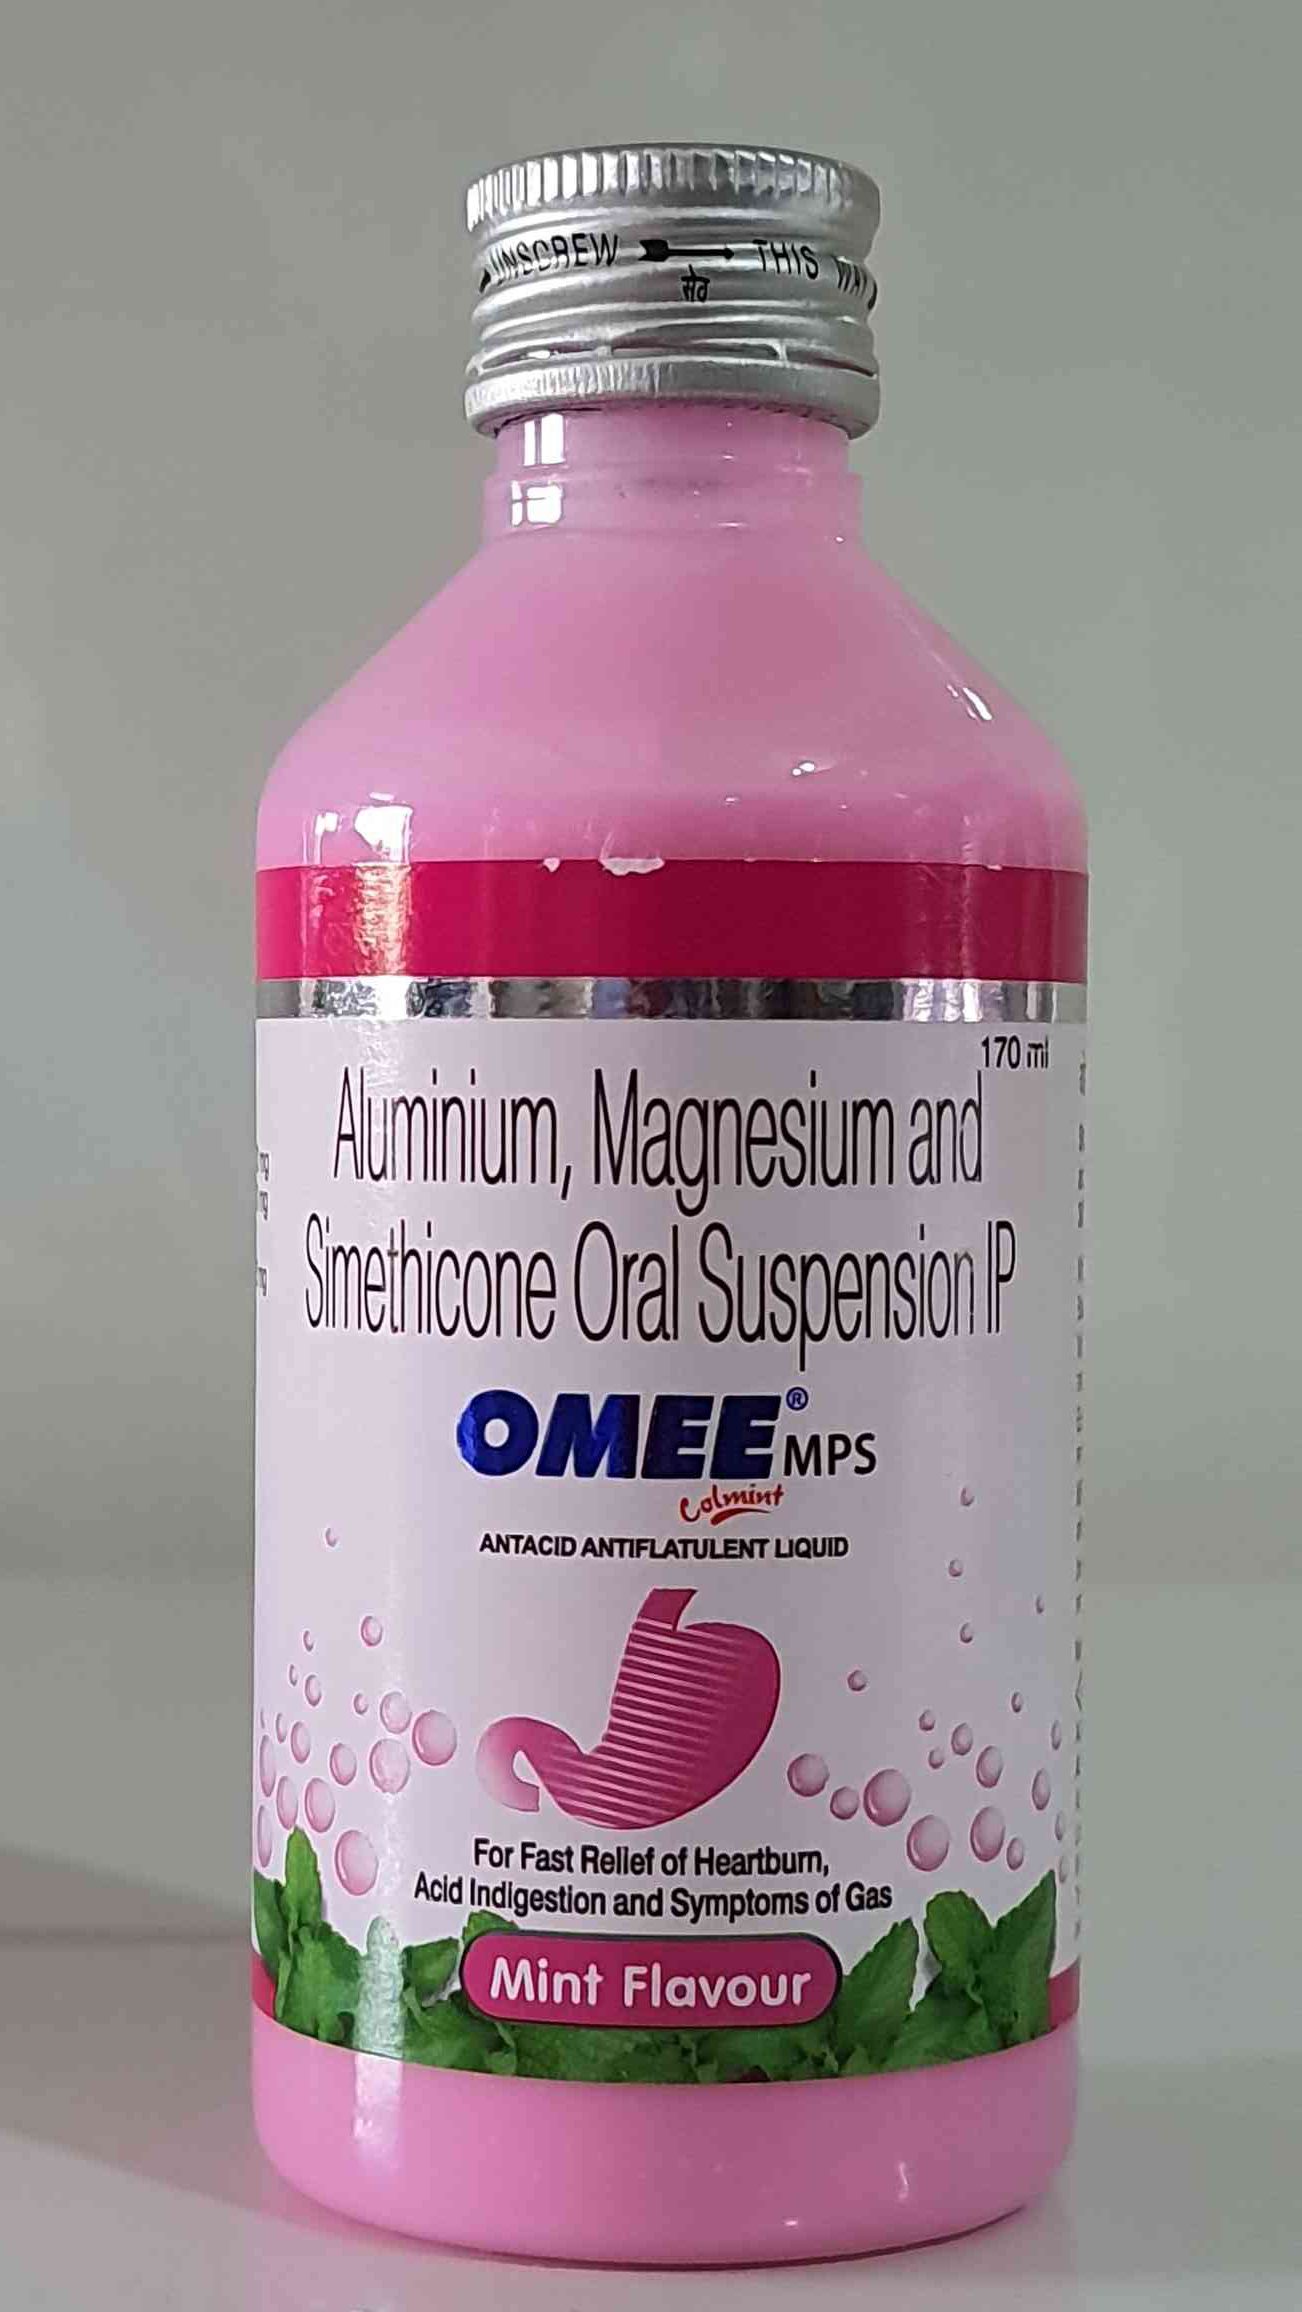 UNSCREW THIS WAY
सेव
170 ml
Aluminium, Magnesium and
Simethicone Oral Suspension IP
OMEE® MPS
Colmint
ANTACID ANTIFLATULENT LIQUID
For Fast Relief of Heartburn,
Acid Indigestion and Symptoms of Gas
Mint Flavour